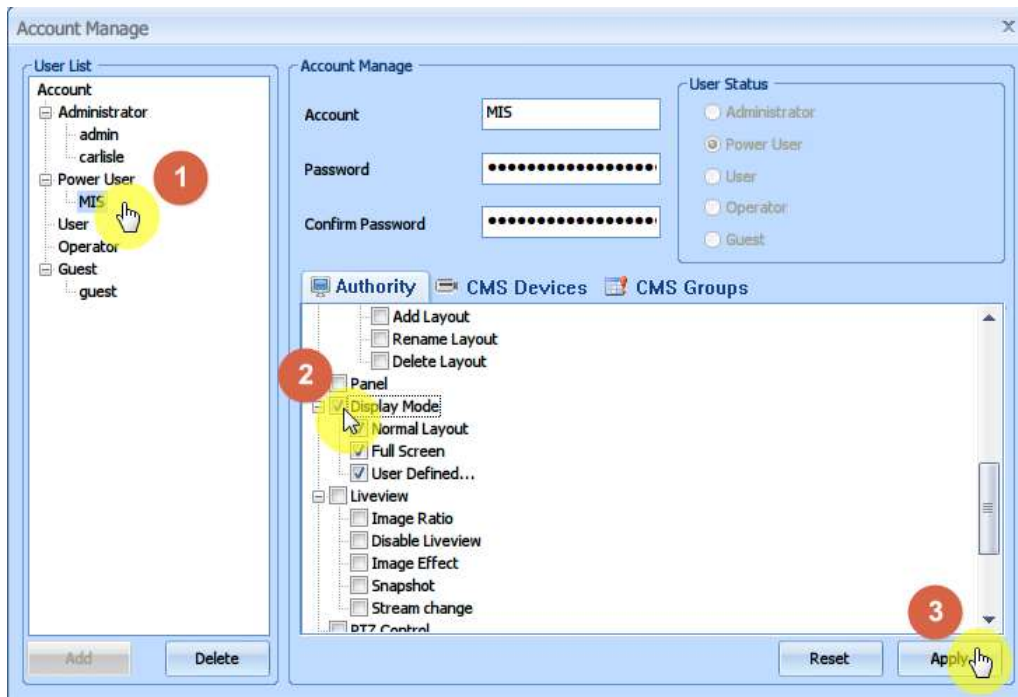 Account Manage
User List
Account
Administrator
admin
carlisle
Power User
MIS
User
Operator
Guest
guest
1
Add
Delete
Account Manage
Account
MIS
Password
Confirm Password
User Status
Administrator
Power User
User
Operator
Guest
Authority
CMS Devices
CMS Groups
Add Layout
Rename Layout
Delete Layout
2
Panel
Display Mode
Normal Layout
Full Screen
User Defined...
Liveview
Image Ratio
Disable Liveview
Image Effect
Snapshot
Stream change
PTZ Control
3
Reset
Apply